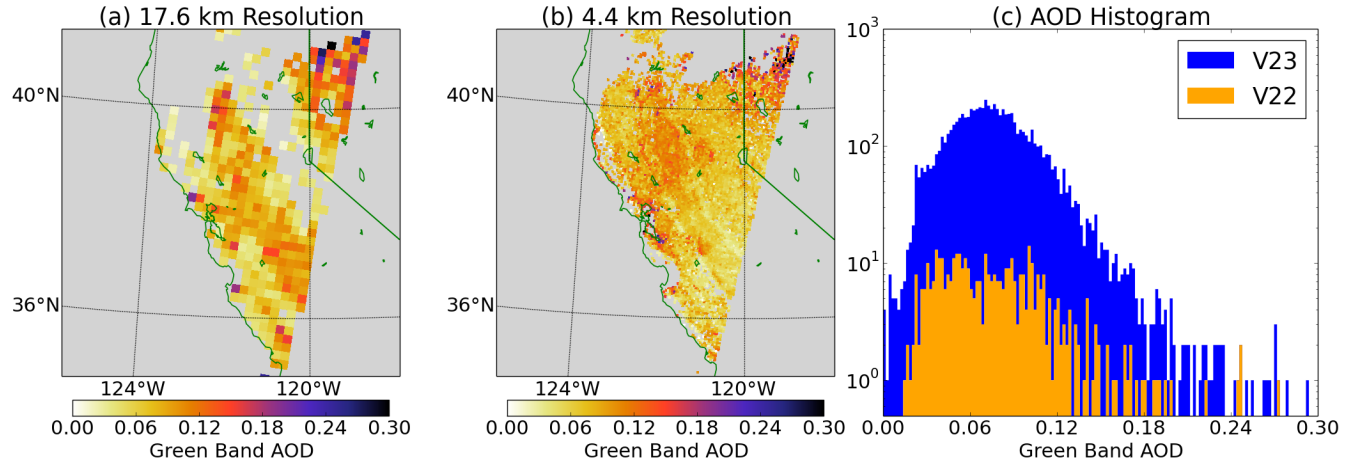 (a) 17.6 km Resolution
40°N
36°N
124°W 120°W
0.00 0.06 0.12 0.18 0.24 0.30
Green Band AOD
(b) 4.4 km Resolution
40°N
36°N
124°W 120°W
0.00 0.06 0.12 0.18 0.24 0.30
Green Band AOD
(c) AOD Histogram
V23
V22
10³
10²
10¹
10⁰
0.00 0.06 0.12 0.18 0.24 0.30
Green Band AOD